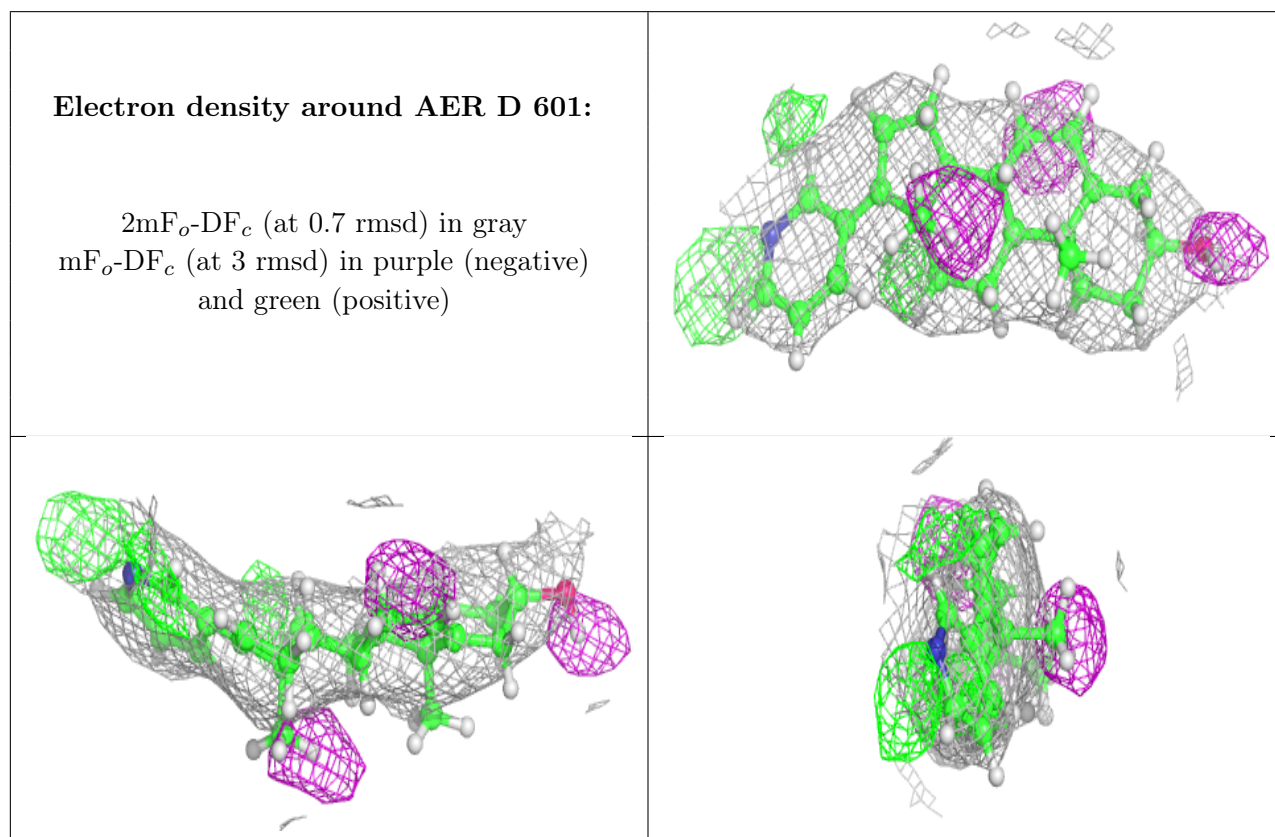 Electron density around AER D 601:
2mFo-DFc (at 0.7 rmsd) in gray
mFo-DFc (at 3 rmsd) in purple (negative)
and green (positive)